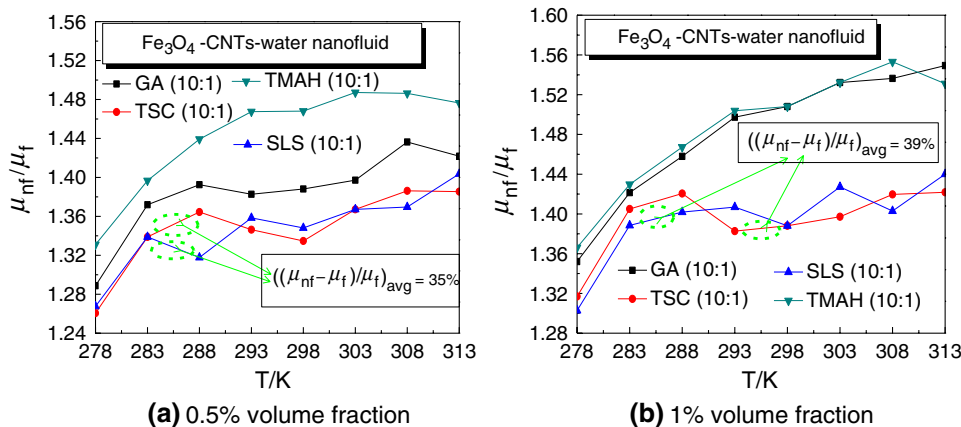 Fe₃O₄ -CNTs-water nanofluid
GA (10:1)
TMAH (10:1)
TSC (10:1)
SLS (10:1)
((μnf−μf)/μf)avg = 35%
1.56
1.52
1.48
1.44
1.40
1.36
1.32
1.28
1.24
μnf/μf
278 283 288 293 298 303 308 313
T/K
(a) 0.5% volume fraction
Fe₃O₄ -CNTs-water nanofluid
((μnf−μf)/μf)avg = 39%
GA (10:1)
SLS (10:1)
TSC (10:1)
TMAH (10:1)
1.60
1.56
1.52
1.48
1.44
1.40
1.36
1.32
1.28
μnf/μf
278 283 288 293 298 303 308 313
T/K
(b) 1% volume fraction